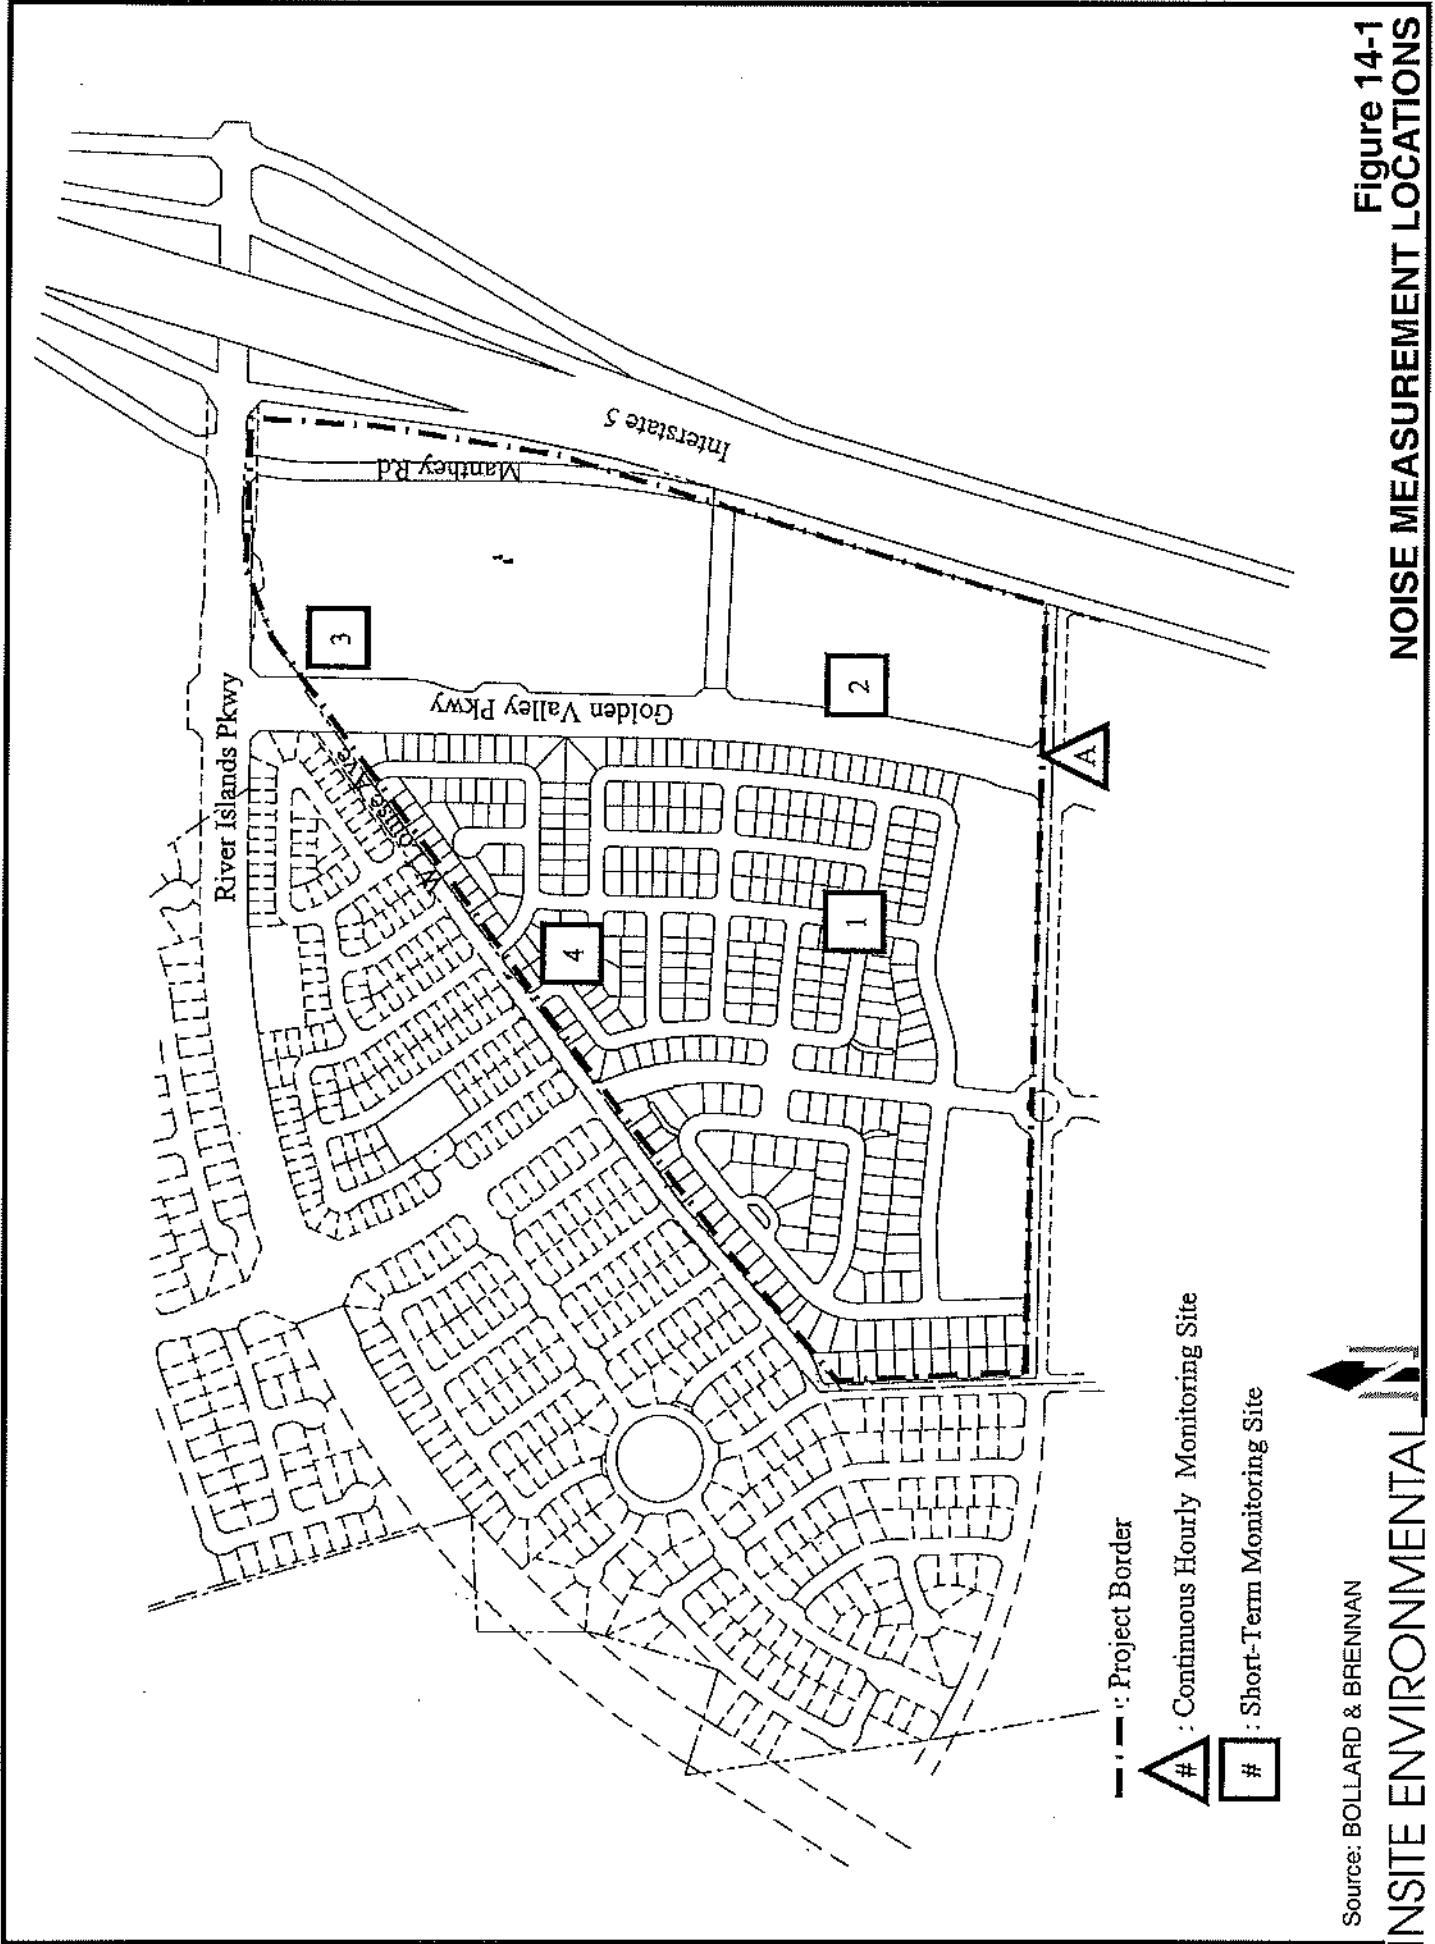 River Islands Pkwy
Manthey Rd
Interstate 5
Golden Valley Pkwy
3
2
4
1
A
: Project Border
# : Continuous Hourly Monitoring Site
# : Short-Term Monitoring Site
Source: BOLLARD & BRENNAN
INSITE ENVIRONMENTAL
Figure 14-1
NOISE MEASUREMENT LOCATIONS